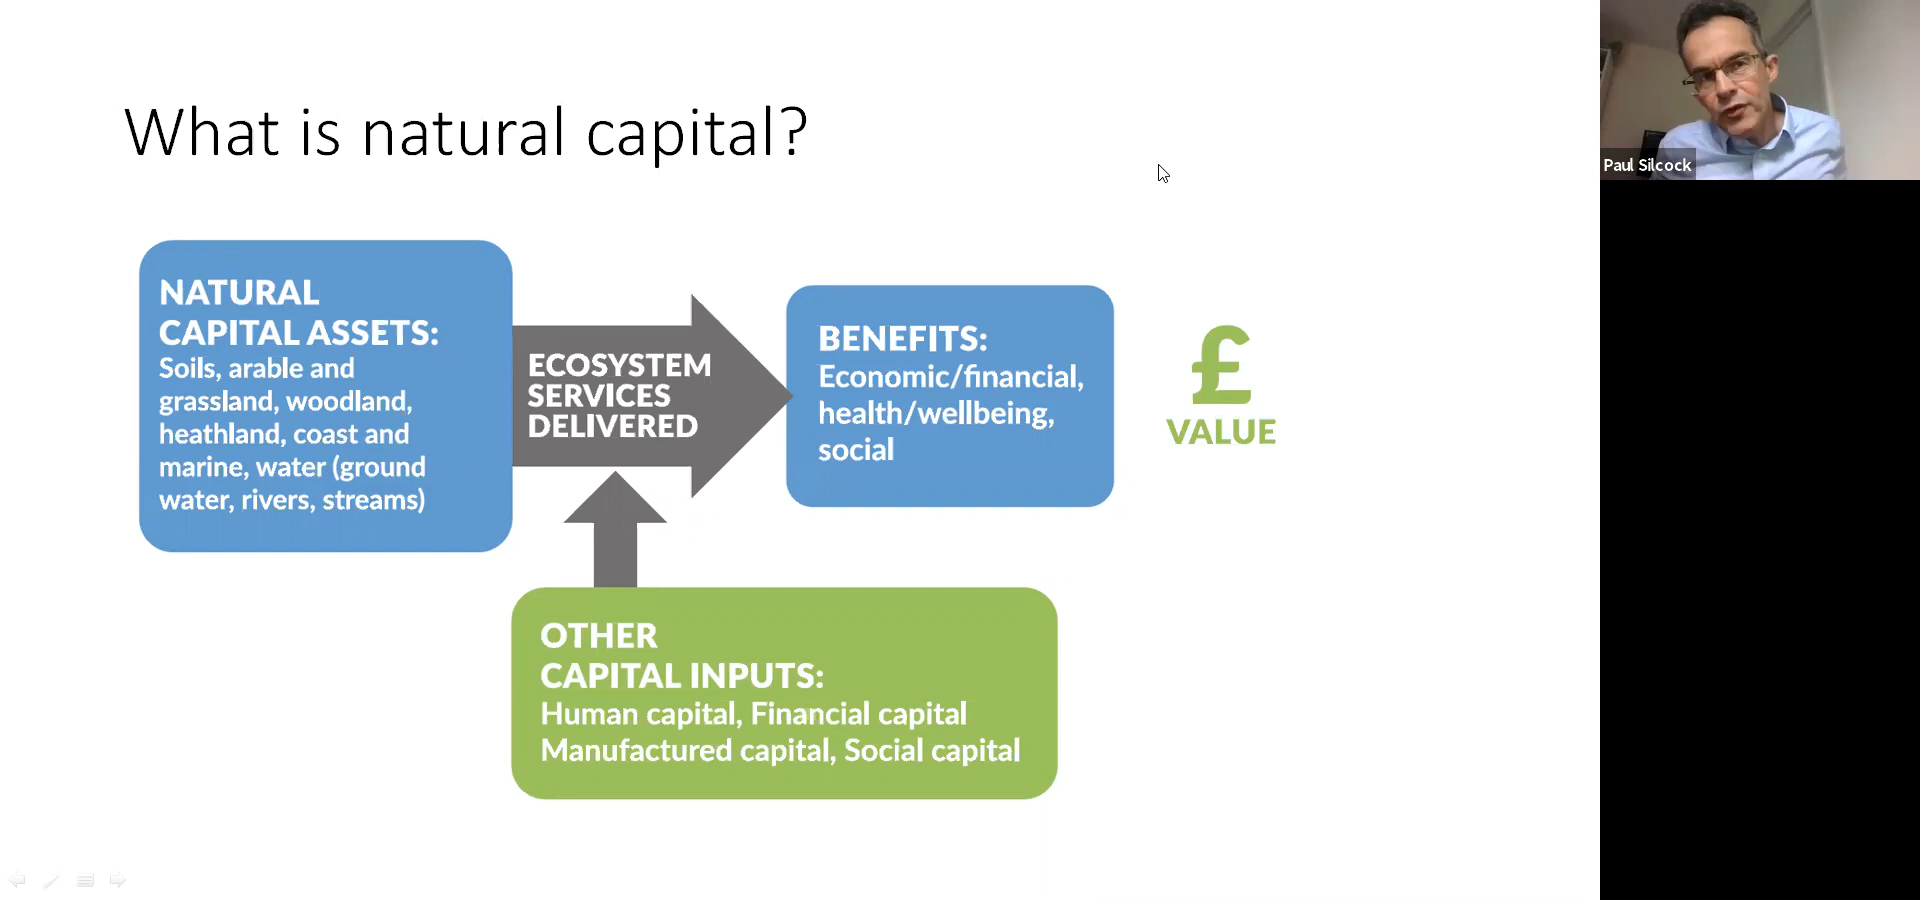 What is natural capital?
Paul Silcock
NATURAL
CAPITAL ASSETS:
Soils, arable and
grassland, woodland,
heathland, coast and
marine, water (ground
water, rivers, streams)
ECOSYSTEM
SERVICES
DELIVERED
BENEFITS:
Economic/financial,
health/wellbeing,
social
£
VALUE
OTHER
CAPITAL INPUTS:
Human capital, Financial capital
Manufactured capital, Social capital